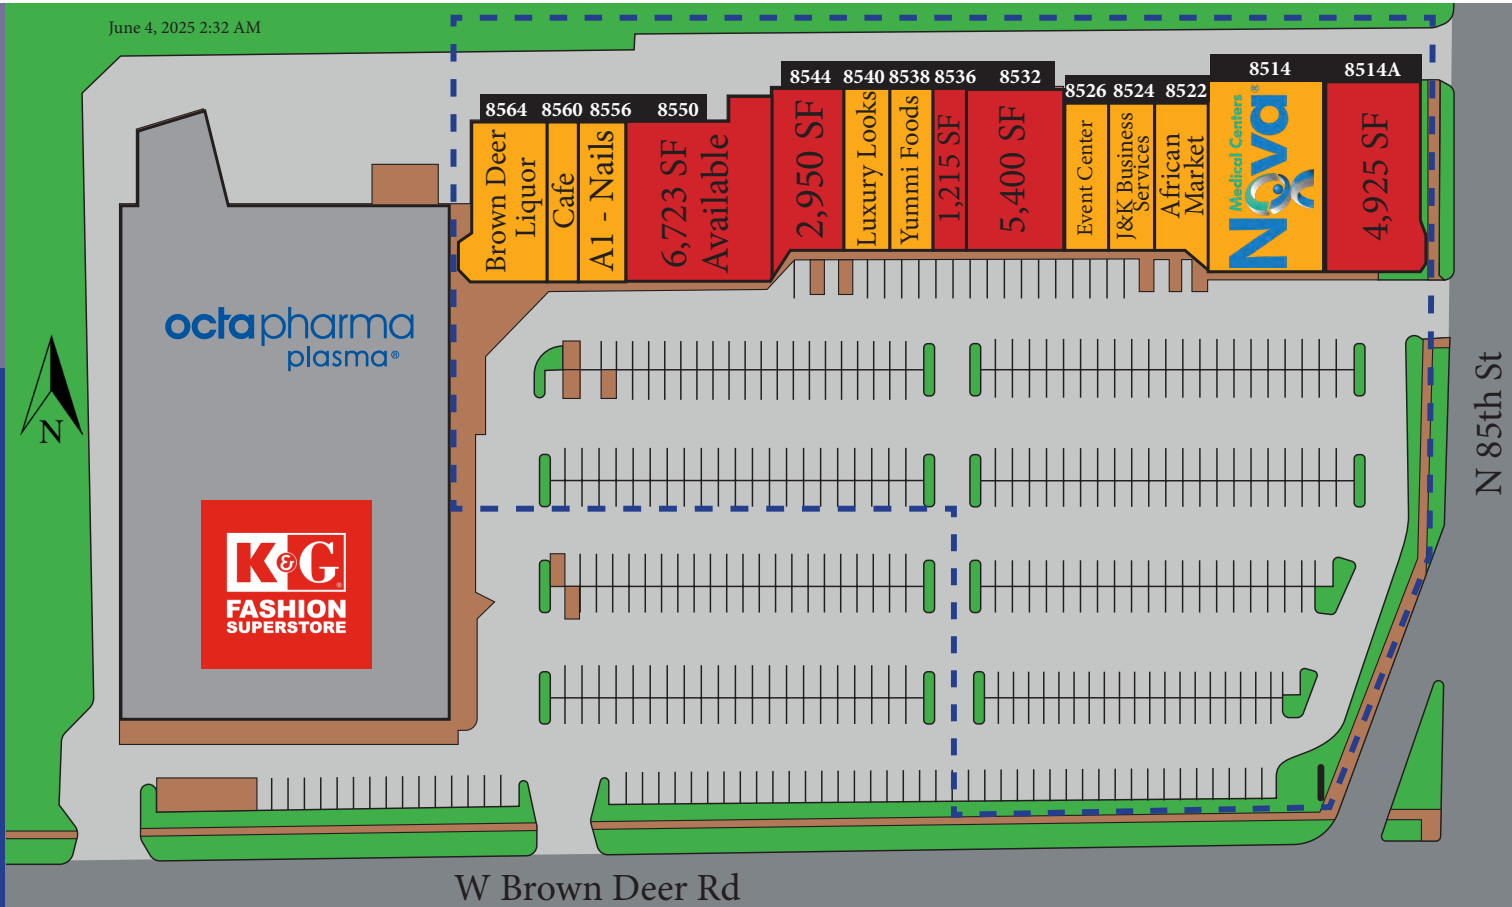 June 4, 2025 2:32 AM
8564
8560
8556
8550
8544
8540
8538
8536
8532
8526
8524
8522
8514
8514A
Brown Deer
Liquor
Cafe
A1 - Nails
6,723 SF
Available
2,950 SF
Luxury Looks
Yummi Foods
1,215 SF
5,400 SF
Event Center
J&K Business
Services
African
Market
Nova®
Medical Centers
4,925 SF
octapharma
plasma®
N
K&G®
FASHION
SUPERSTORE
N 85th St
W Brown Deer Rd